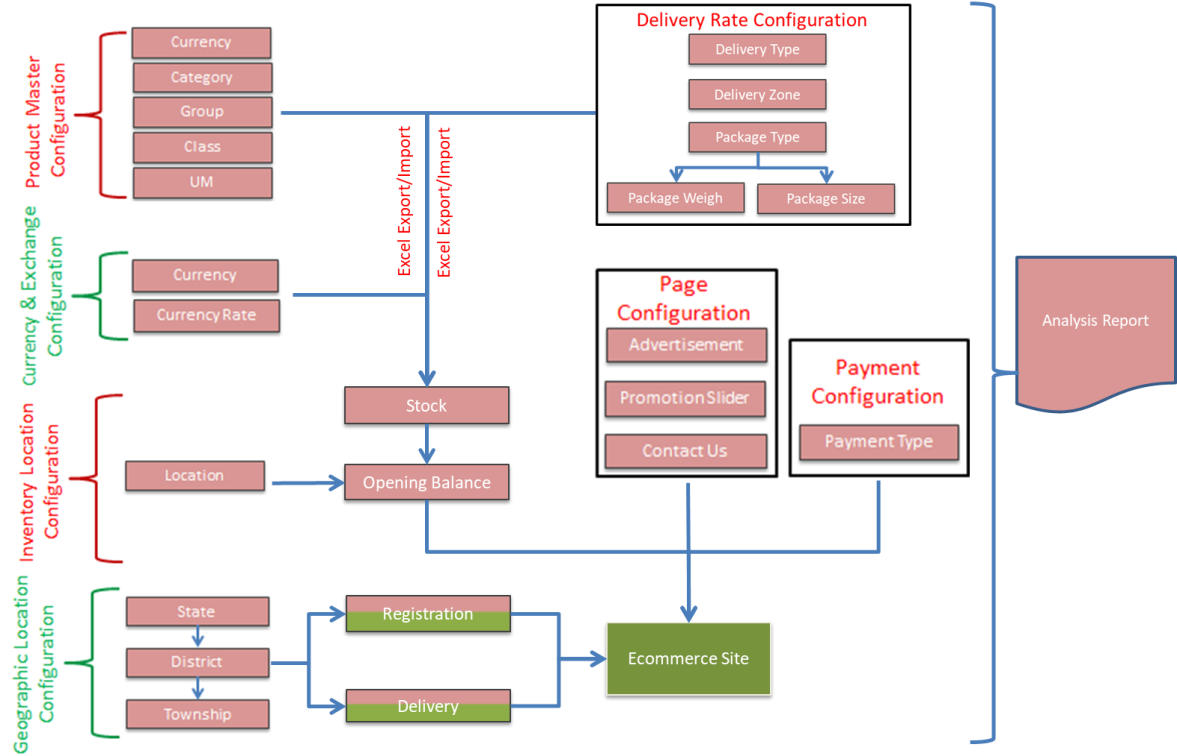 Product Master
Configuration
Currency
Category
Group
Class
UM
Currency & Exchange
Configuration
Currency
Currency Rate
Inventory Location
Configuration
Location
Geographic Location
Configuration
State
District
Township
Excel Export/Import
Excel Export/Import
Stock
Opening Balance
Registration
Delivery
Delivery Rate Configuration
Delivery Type
Delivery Zone
Package Type
Package Weigh
Package Size
Page
Configuration
Advertisement
Promotion Slider
Contact Us
Payment
Configuration
Payment Type
Ecommerce Site
Analysis Report